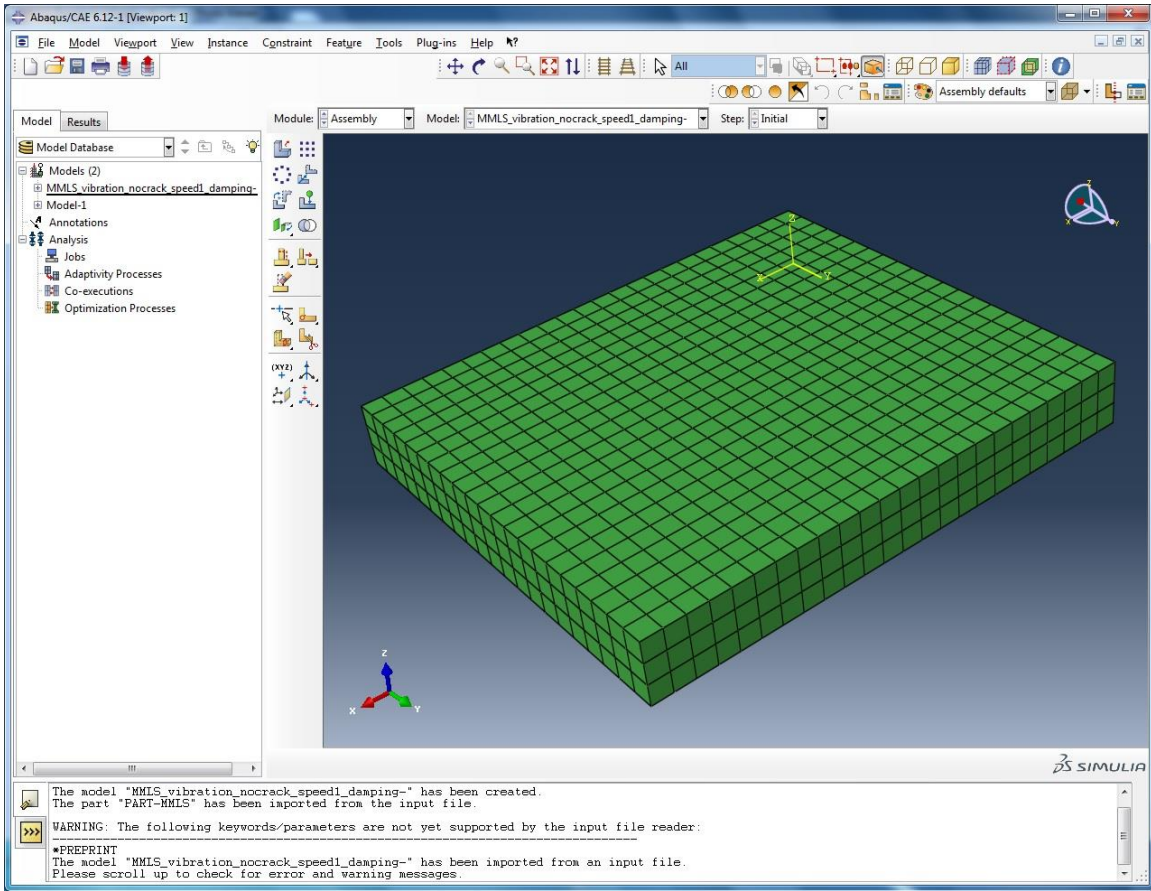 Abaqus/CAE 6.12-1 [Viewport: 1]
File Model Viewport View Instance Constraint Feature Tools Plug-ins Help
All
Assembly defaults
Model Results
Module: Assembly Model: MMLS_vibration_nocrack_speed1_damping- Step: Initial
Model Database
Models (2)
MMLS_vibration_nocrack_speed1_damping-
Model-1
Annotations
Analysis
Jobs
Adaptivity Processes
Co-executions
Optimization Processes
(XYZ)
Z
X
Y
Z
X
Y
Z
X
Y
SIMULIA
The model "MMLS_vibration_nocrack_speed1_damping-" has been created.
The part "PART-MMLS" has been imported from the input file.
WARNING: The following keywords/parameters are not yet supported by the input file reader:
--------------------------------------------------------------------------------
*PREPRINT
The model "MMLS_vibration_nocrack_speed1_damping-" has been imported from an input file.
Please scroll up to check for error and warning messages.